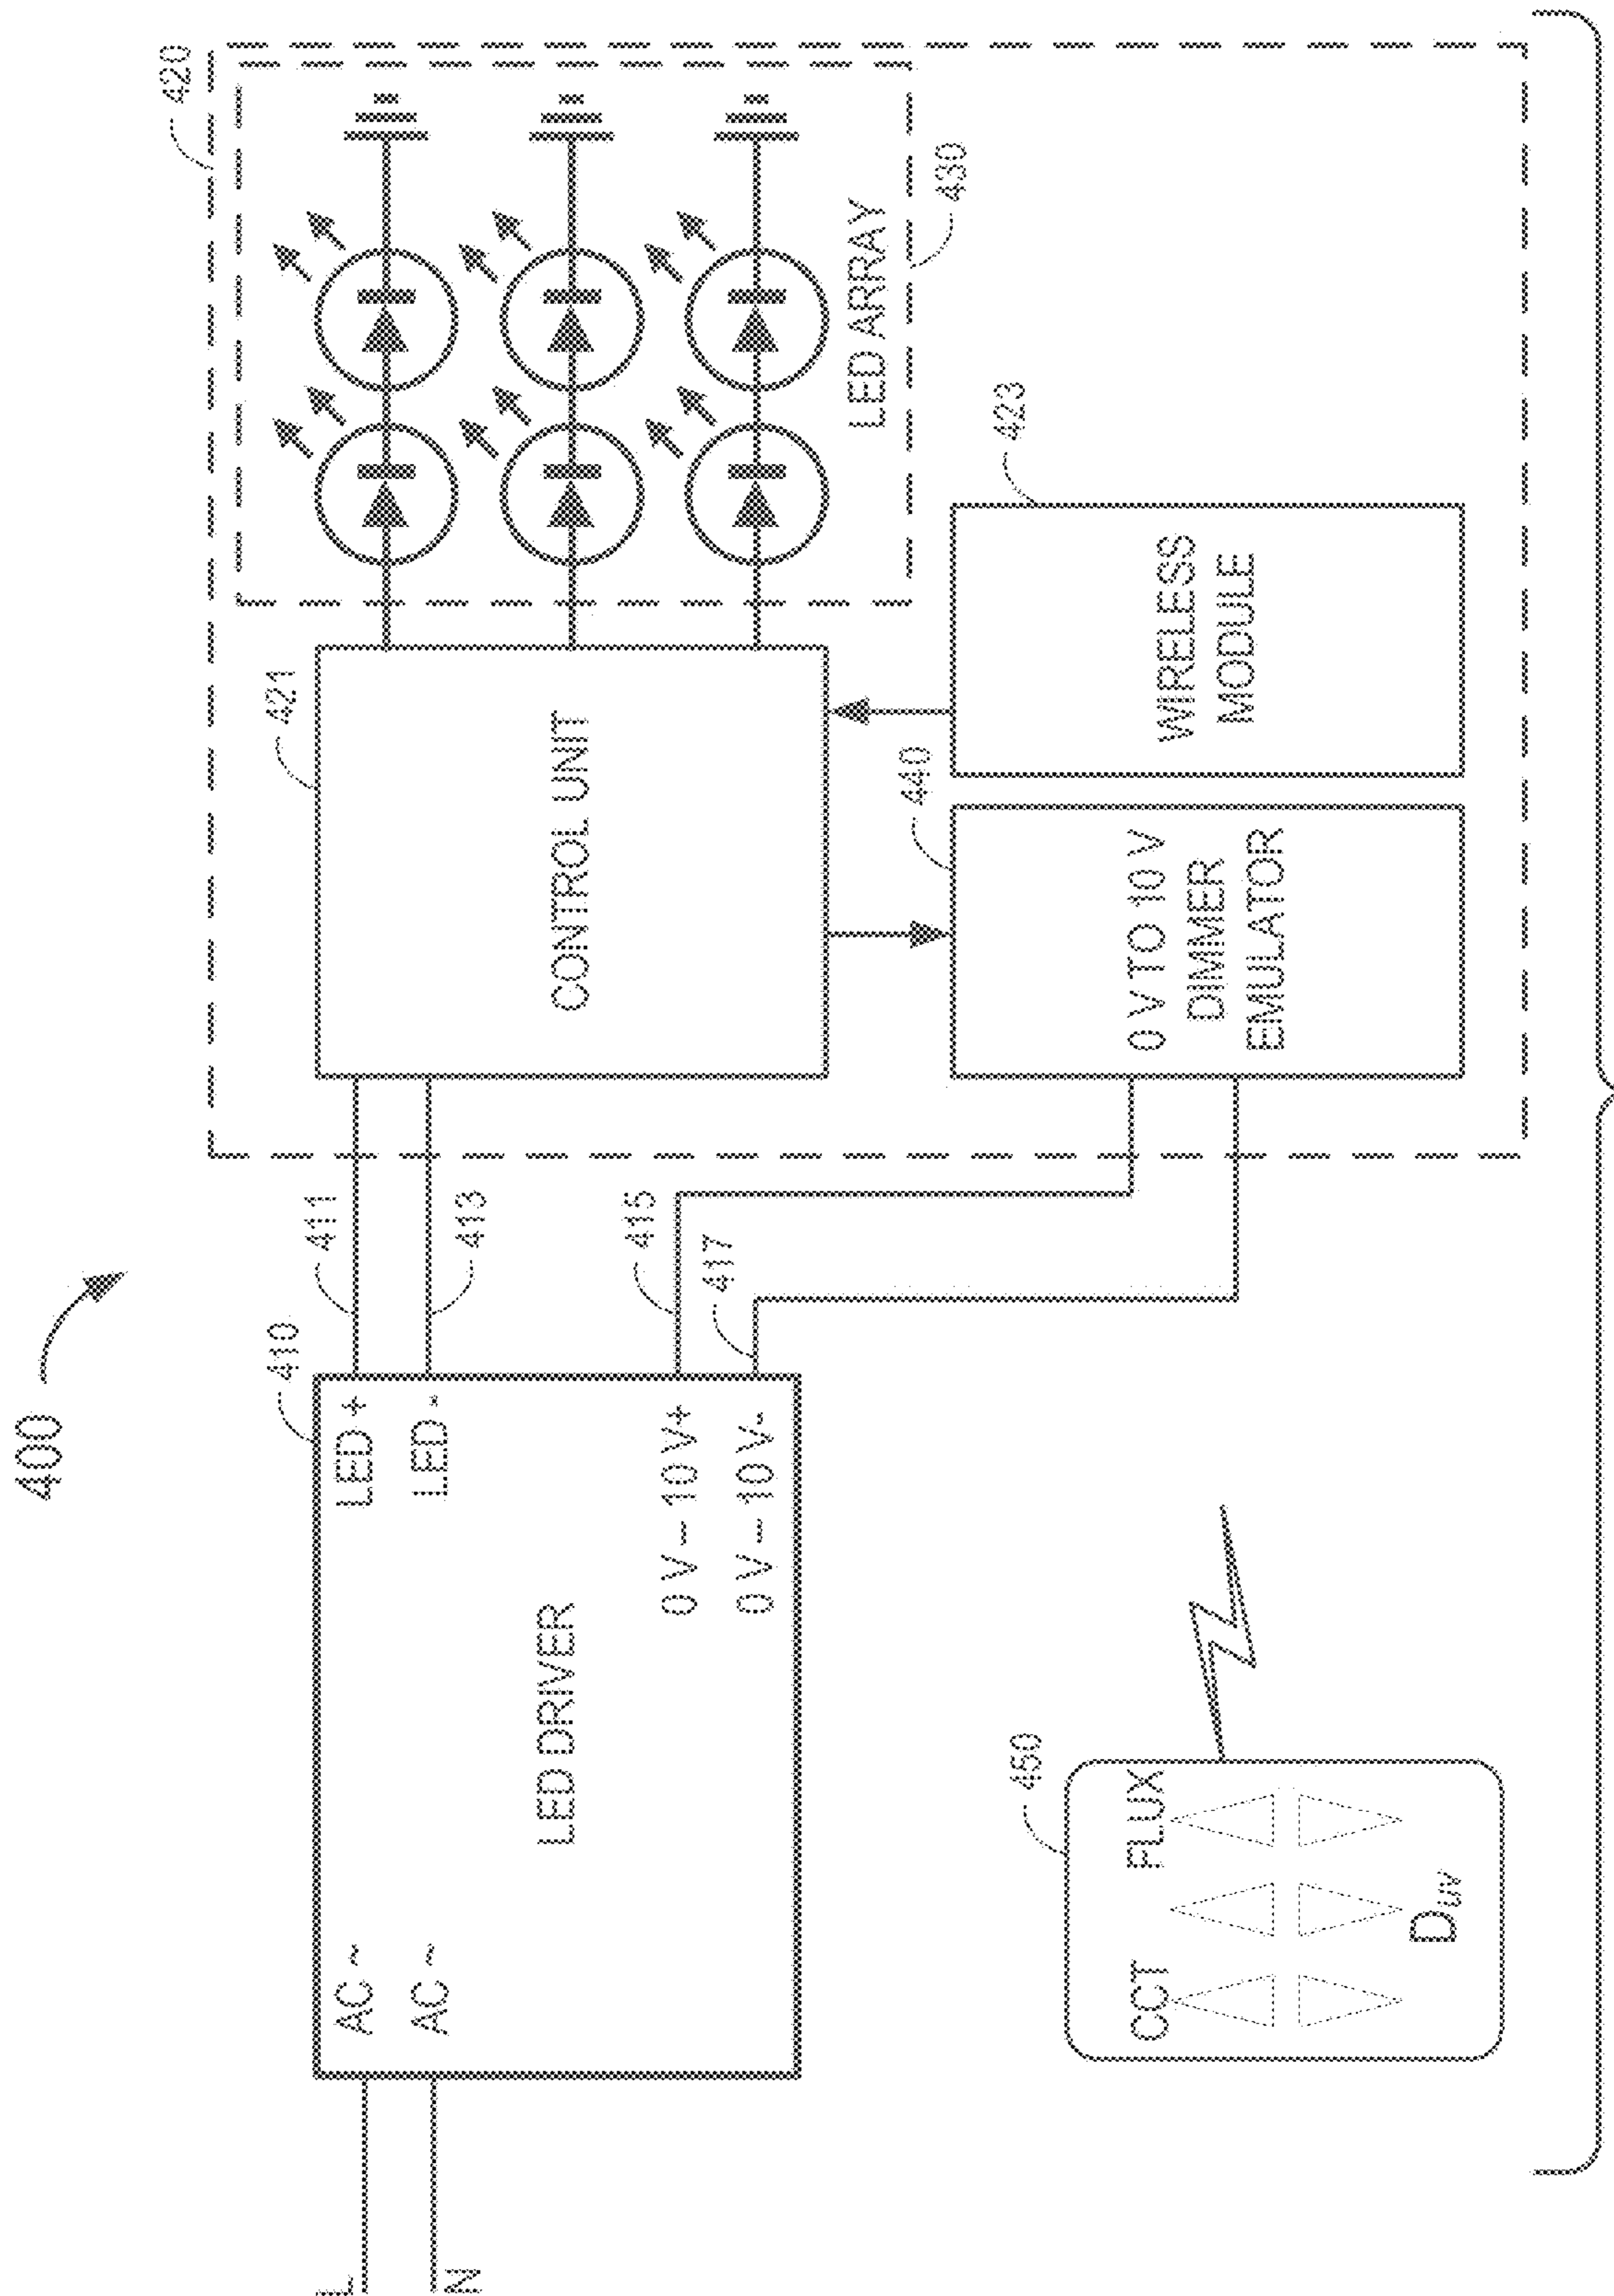 400
L
N
AC ~
AC ~
LED DRIVER
LED +
LED -
0 V – 10 V+
0 V – 10 V-
410
411
413
415
417
420
421
CONTROL UNIT
LED ARRAY
430
440
0 V TO 10 V
DIMMER
EMULATOR
423
WIRELESS
MODULE
450
CCT
FLUX
Duv